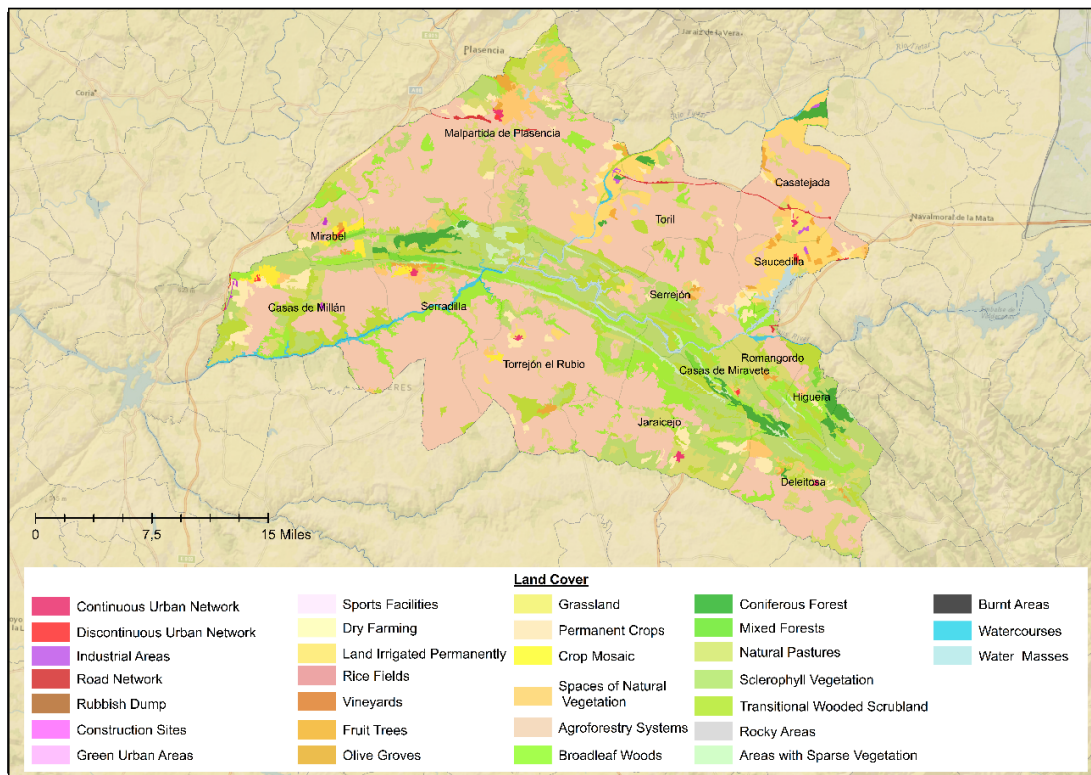 Plasencia
Jaraiz de la Vera
Coria
Malpartida de Plasencia
Casatejada
Navalmoral de la Mata
Toril
Mirabel
Saucedilla
Serrejón
Casas de Millán
Serradilla
Romangordo
Torrejón el Rubio
Casas de Miravete
Higuera
Jaraicejo
Deleitosa
0
7,5
15 Miles
Land Cover
Continuous Urban Network
Discontinuous Urban Network
Industrial Areas
Road Network
Rubbish Dump
Construction Sites
Green Urban Areas
Sports Facilities
Dry Farming
Land Irrigated Permanently
Rice Fields
Vineyards
Fruit Trees
Olive Groves
Grassland
Permanent Crops
Crop Mosaic
Spaces of Natural
Vegetation
Agroforestry Systems
Broadleaf Woods
Coniferous Forest
Mixed Forests
Natural Pastures
Sclerophyll Vegetation
Transitional Wooded Scrubland
Rocky Areas
Areas with Sparse Vegetation
Burnt Areas
Watercourses
Water Masses